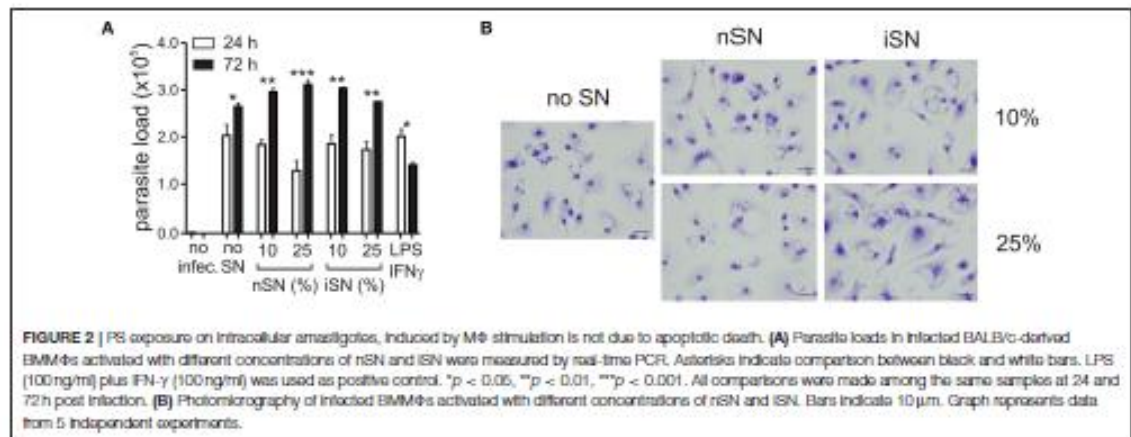 A
B
parasite load (x10⁵)
4.0
3.0
2.0
1.0
0.0
24 h
72 h
* ** *** ** ** *
no no 10 25 10 25 LPS
infec. SN IFNγ
nSN (%) iSN (%)
nSN iSN
no SN
10%
25%
FIGURE 2 | PS exposure on intracellular amastigotes, induced by MΦ stimulation is not due to apoptotic death. (A) Parasite loads in infected BALB/c-derived
BMMΦs activated with different concentrations of nSN and iSN were measured by real-time PCR. Asterisks indicate comparison between black and white bars. LPS
(100 ng/ml) plus IFN-γ (100 ng/ml) was used as positive control. *p < 0.05, **p < 0.01, ***p < 0.001. All comparisons were made among the same samples at 24 and
72 h post infection. (B) Photomicrography of infected BMMΦs activated with different concentrations of nSN and iSN. Bars indicate 10 μm. Graph represents data
from 5 independent experiments.